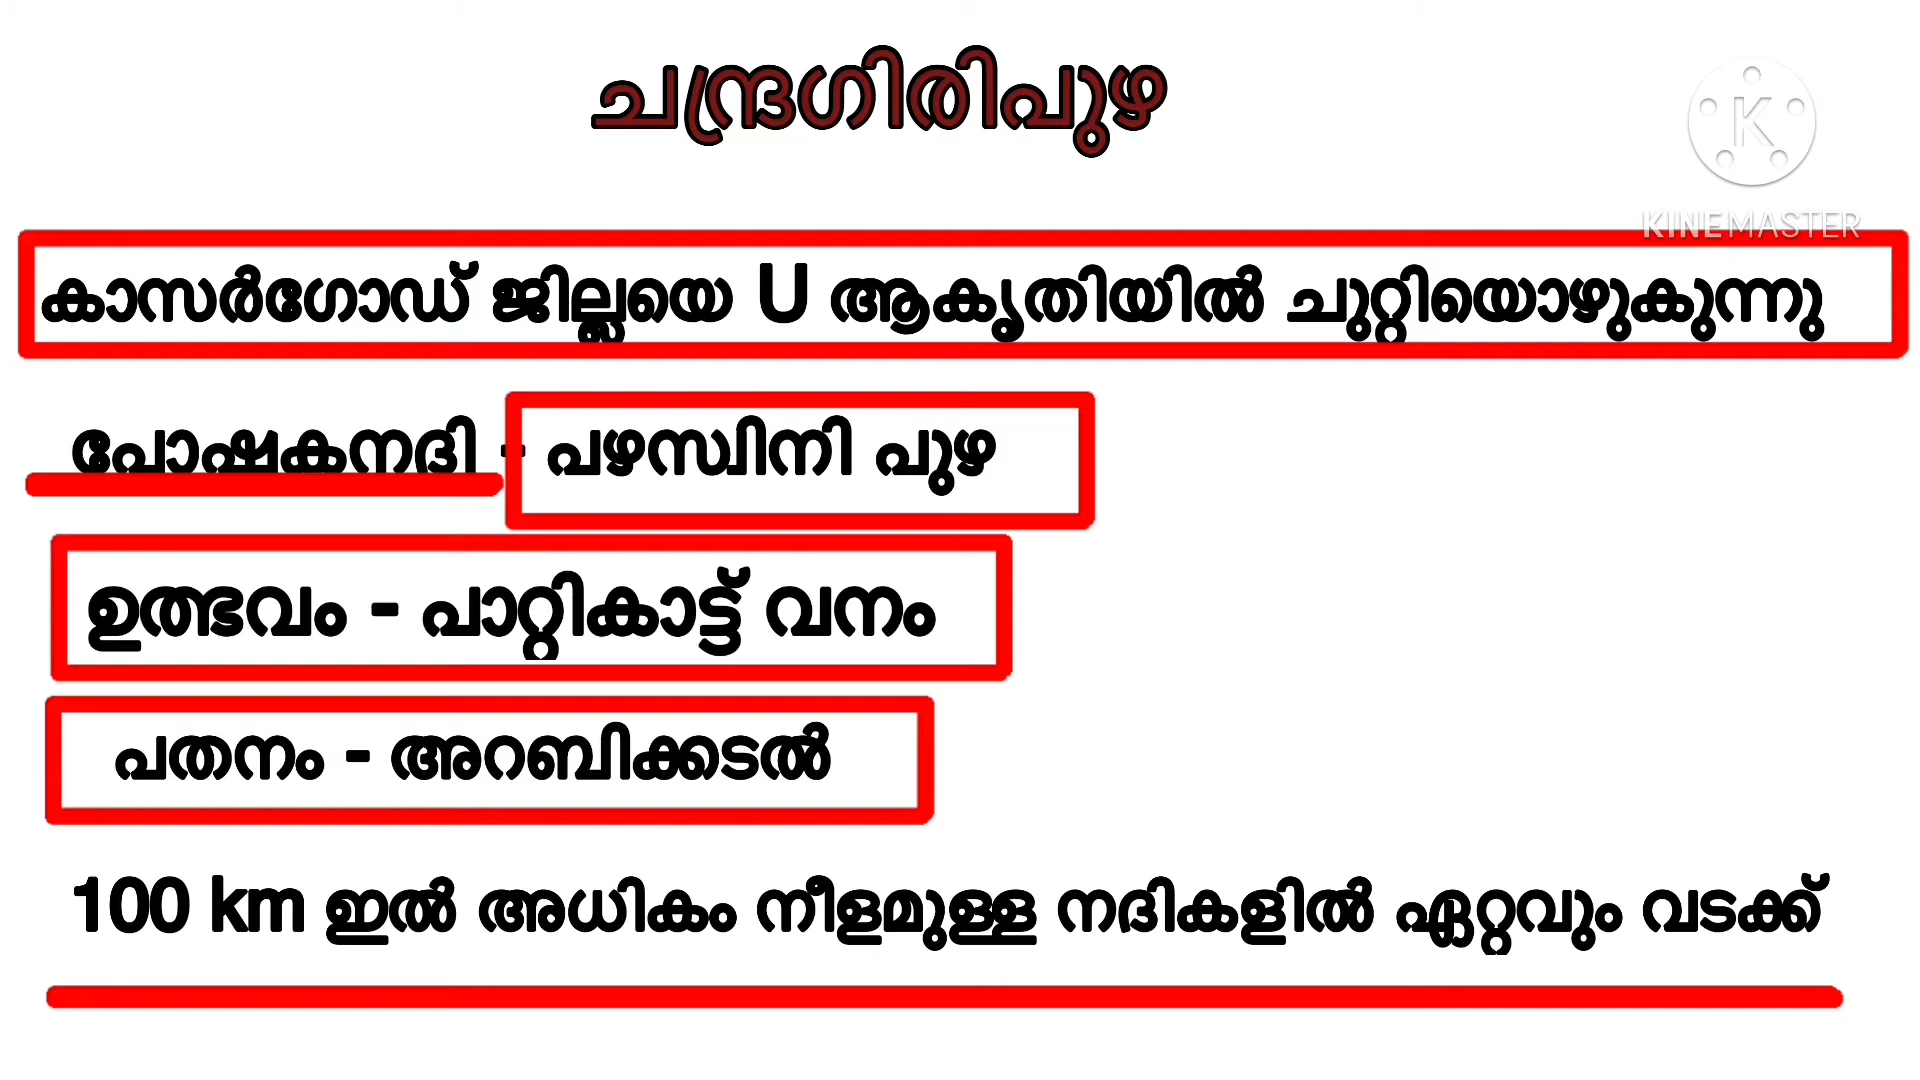 ചന്ദ്രഗിരിപുഴ
KINEMASTER
കാസർഗോഡ് ജില്ലയെ U ആകൃതിയിൽ ചുറ്റിയൊഴുകുന്നു
പോഷകനദി - പഴസ്വിനി പുഴ
ഉത്ഭവം - പാറ്റികാട്ട് വനം
പതനം - അറബിക്കടൽ
100 km ഇൽ അധികം നീളമുള്ള നദികളിൽ ഏറ്റവും വടക്ക്